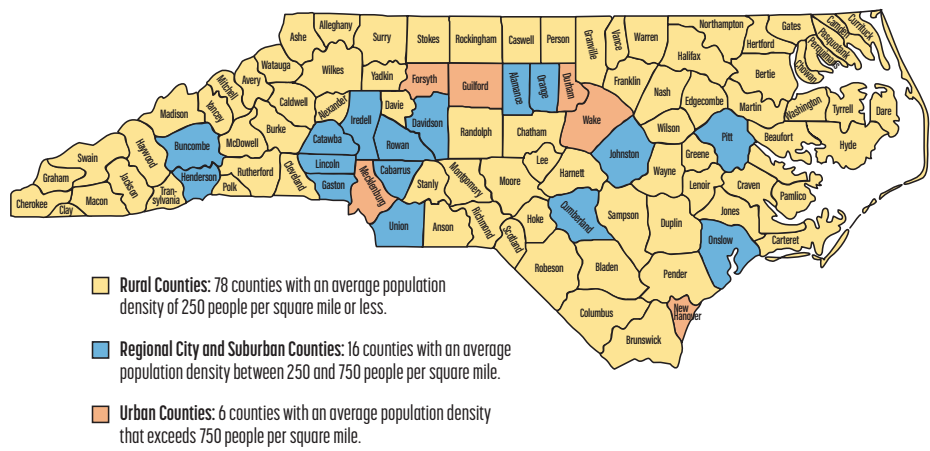 Ashe
Alleghany
Surry
Stokes
Rockingham
Caswell
Person
Granville
Vance
Warren
Northampton
Gates
Camden
Currituck
Pasquotank
Perquimans
Chowan
Hertford
Halifax
Bertie
Watauga
Wilkes
Yadkin
Forsyth
Guilford
Alamance
Orange
Durham
Franklin
Nash
Edgecombe
Martin
Washington
Tyrrell
Dare
Mitchell
Avery
Caldwell
Alexander
Iredell
Davie
Davidson
Randolph
Chatham
Wake
Wilson
Pitt
Beaufort
Hyde
Madison
Yancey
Burke
McDowell
Catawba
Rowan
Johnston
Greene
Wayne
Buncombe
Haywood
Swain
Graham
Cherokee
Clay
Macon
Jackson
Tran-
sylvania
Henderson
Polk
Rutherford
Cleveland
Lincoln
Gaston
Mecklenburg
Cabarrus
Stanly
Montgomery
Moore
Lee
Harnett
Lenoir
Craven
Pamlico
Jones
Carteret
Onslow
Duplin
Sampson
Cumberland
Hoke
Scotland
Richmond
Anson
Union
Robeson
Bladen
Pender
New
Hanover
Columbus
Brunswick
Rural Counties: 78 counties with an average population
density of 250 people per square mile or less.
Regional City and Suburban Counties: 16 counties with an average
population density between 250 and 750 people per square mile.
Urban Counties: 6 counties with an average population density
that exceeds 750 people per square mile.